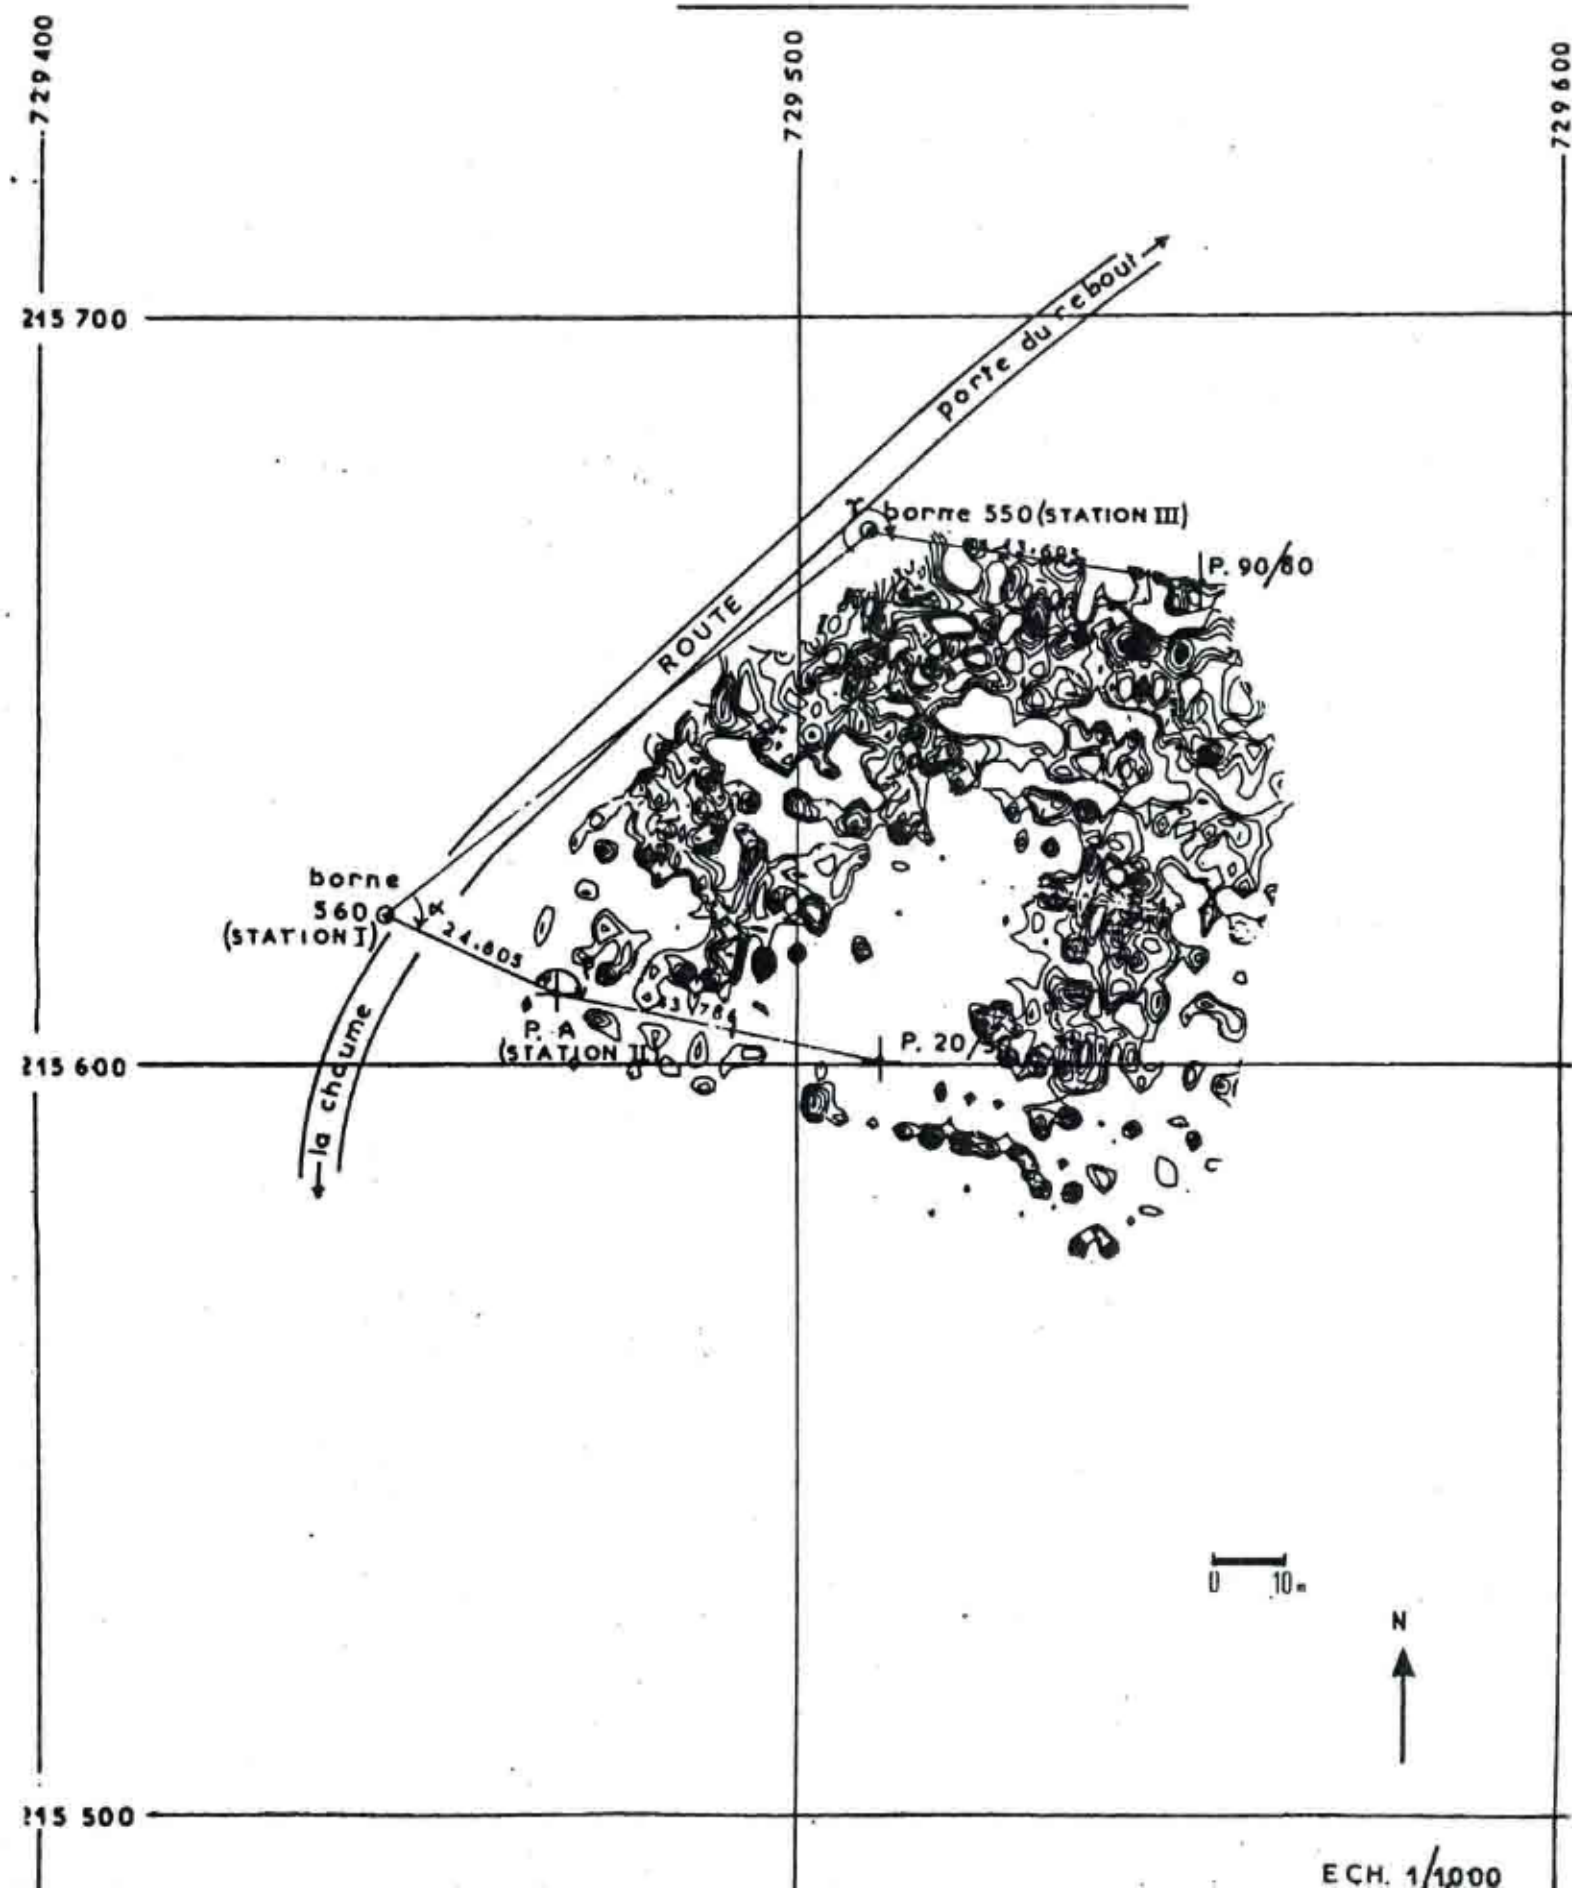 729 400
729 500
729 600
215 700
porte du rebout
ROUTE
ϒ borne 550 (STATION III)
P. 90/80
borne
560
(STATION I)
α
24.805
P. A
(STATION II)
P. 20/
215 600
la chaume
0 10 m
N
215 500
ECH. 1/1000